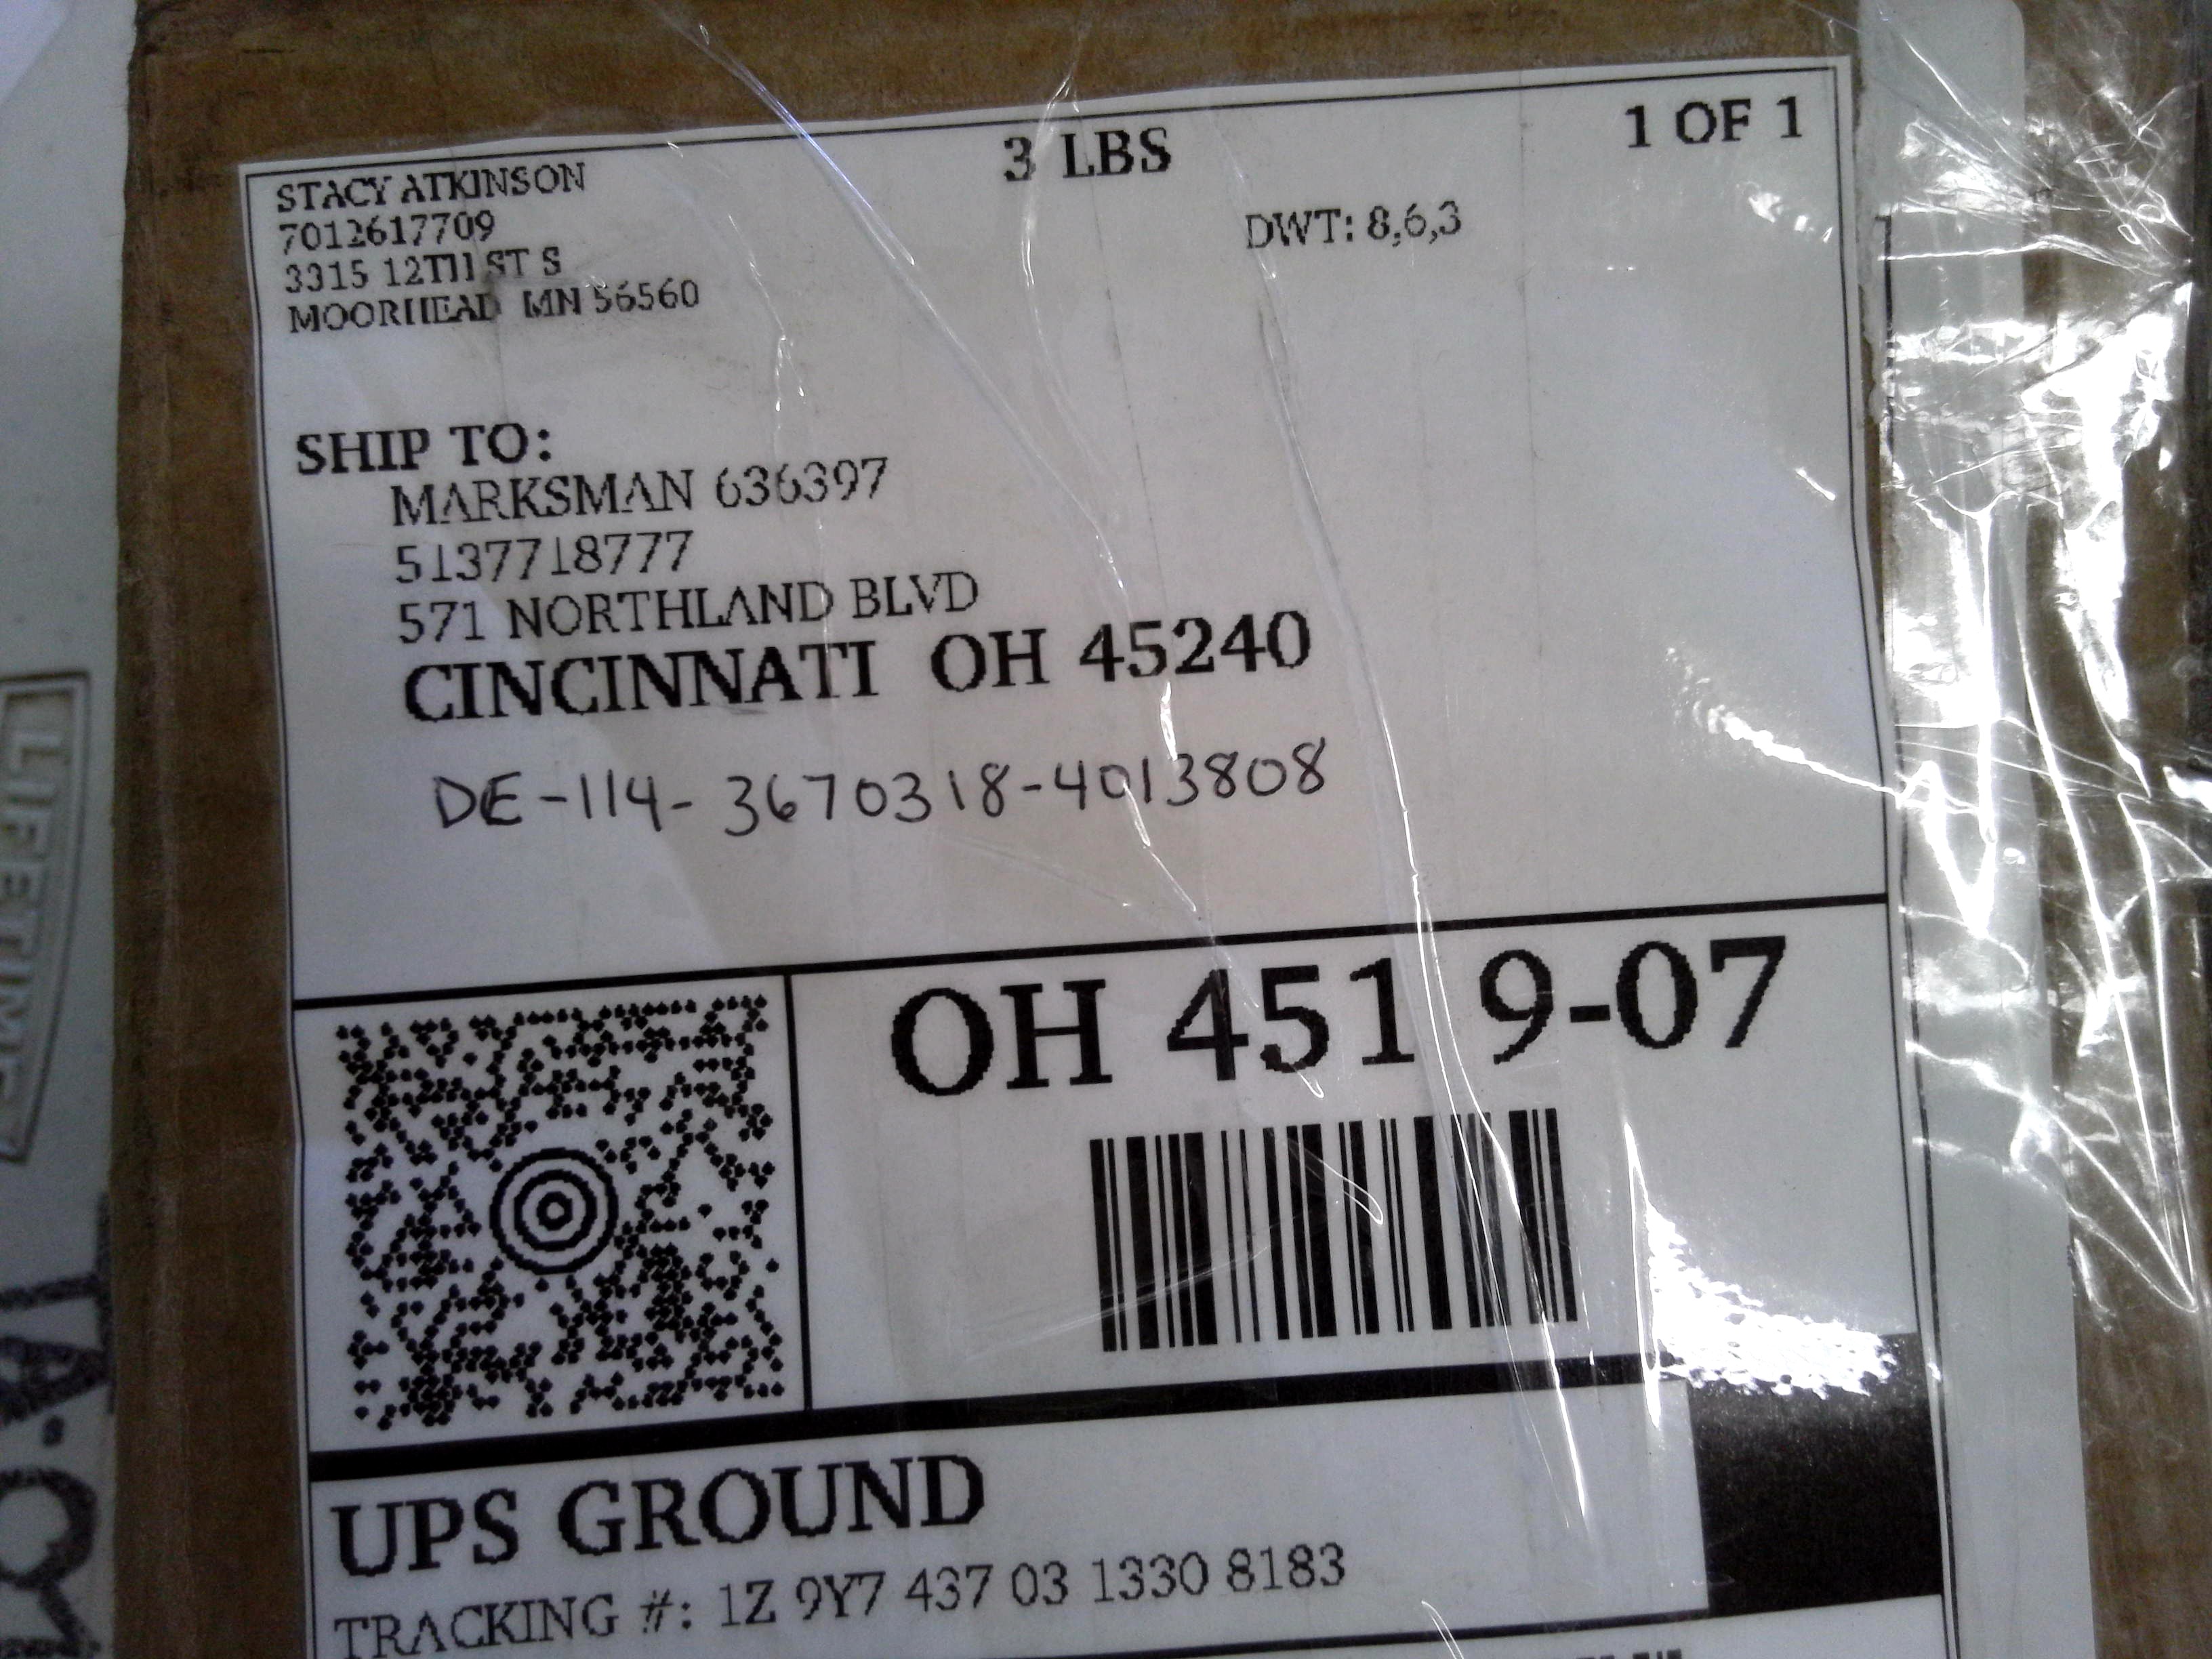 STACY ATKINSON
7012617709
3315 12TH ST S
MOORHEAD MN 56560
3 LBS
1 OF 1
DWT: 8,6,3
SHIP TO:
MARKSMAN 636397
5137718777
571 NORTHLAND BLVD
CINCINNATI OH 45240
DE-114-3670318-4013808
OH 451 9-07
UPS GROUND
TRACKING #: 1Z 9Y7 437 03 1330 8183
LIFETIME